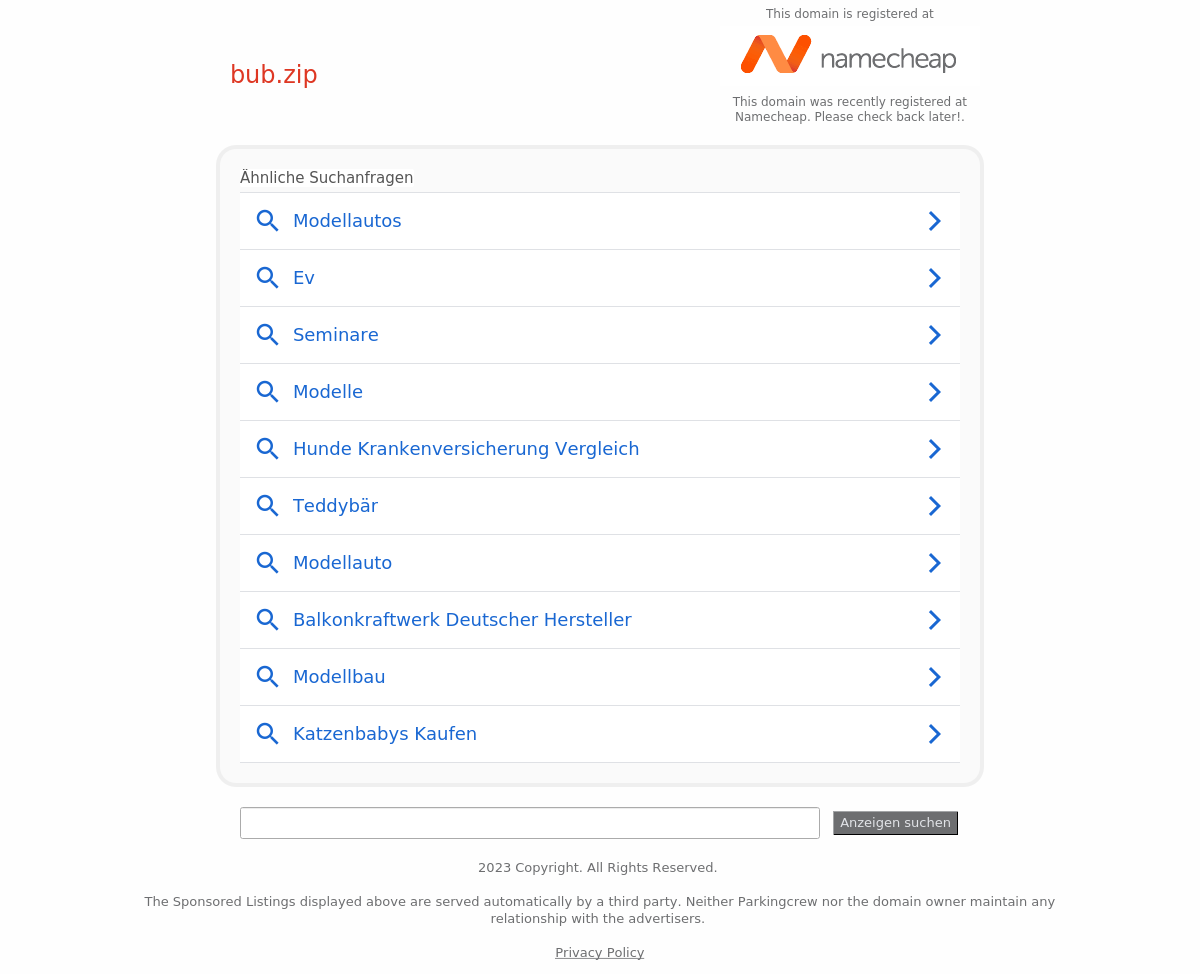 This domain is registered at
namecheap
bub.zip
This domain was recently registered at
Namecheap. Please check back later!.
Ähnliche Suchanfragen
Modellautos
Ev
Seminare
Modelle
Hunde Krankenversicherung Vergleich
Teddybär
Modellauto
Balkonkraftwerk Deutscher Hersteller
Modellbau
Katzenbabys Kaufen
Anzeigen suchen
2023 Copyright. All Rights Reserved.
The Sponsored Listings displayed above are served automatically by a third party. Neither Parkingcrew nor the domain owner maintain any
relationship with the advertisers.
Privacy Policy